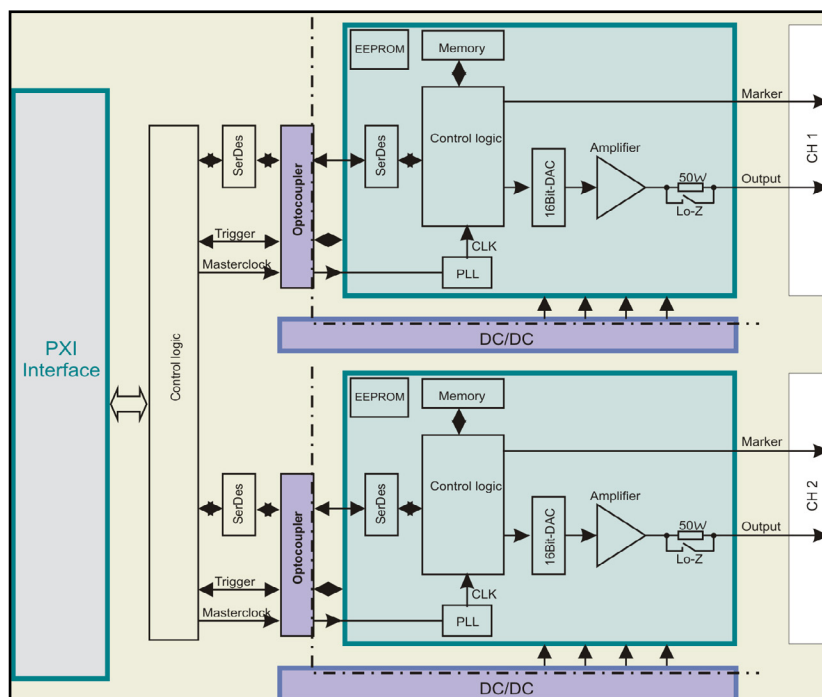 PXI
Interface
Control logic
EEPROM
Memory
SerDes
Optocoupler
SerDes
Control logic
Marker
CH 1
16Bit-DAC
Amplifier
50W
Lo-Z
Output
Trigger
Masterclock
CLK
PLL
DC/DC
EEPROM
Memory
SerDes
Optocoupler
SerDes
Control logic
Marker
CH 2
16Bit-DAC
Amplifier
50W
Lo-Z
Output
Trigger
Masterclock
CLK
PLL
DC/DC